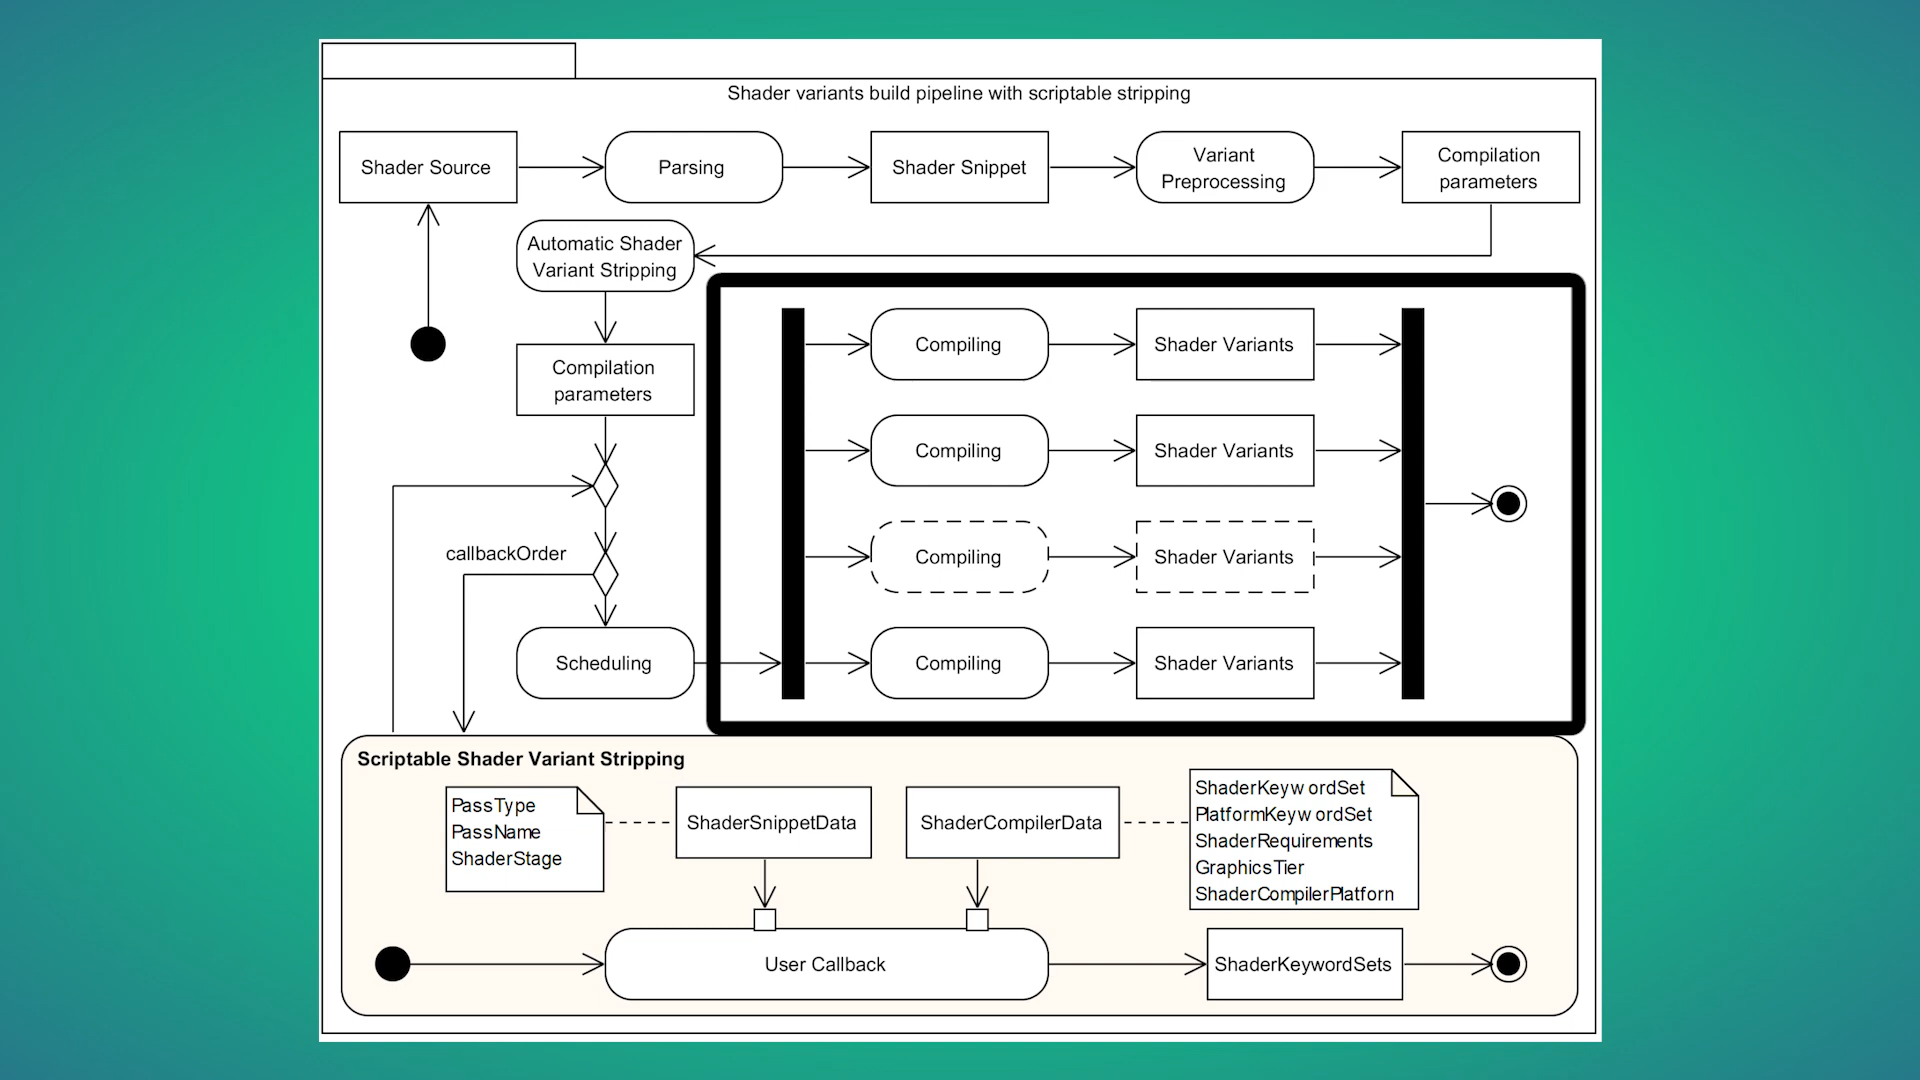 Shader variants build pipeline with scriptable stripping
Shader Source
Parsing
Shader Snippet
Variant
Preprocessing
Compilation
parameters
Automatic Shader
Variant Stripping
Compilation
parameters
callbackOrder
Scheduling
Compiling
Shader Variants
Compiling
Shader Variants
Compiling
Shader Variants
Compiling
Shader Variants
Scriptable Shader Variant Stripping
PassType
PassName
ShaderStage
ShaderSnippetData
ShaderCompilerData
ShaderKeyw ordSet
PlatformKeyw ordSet
ShaderRequirements
GraphicsTier
ShaderCompilerPlatforn
User Callback
ShaderKeywordSets